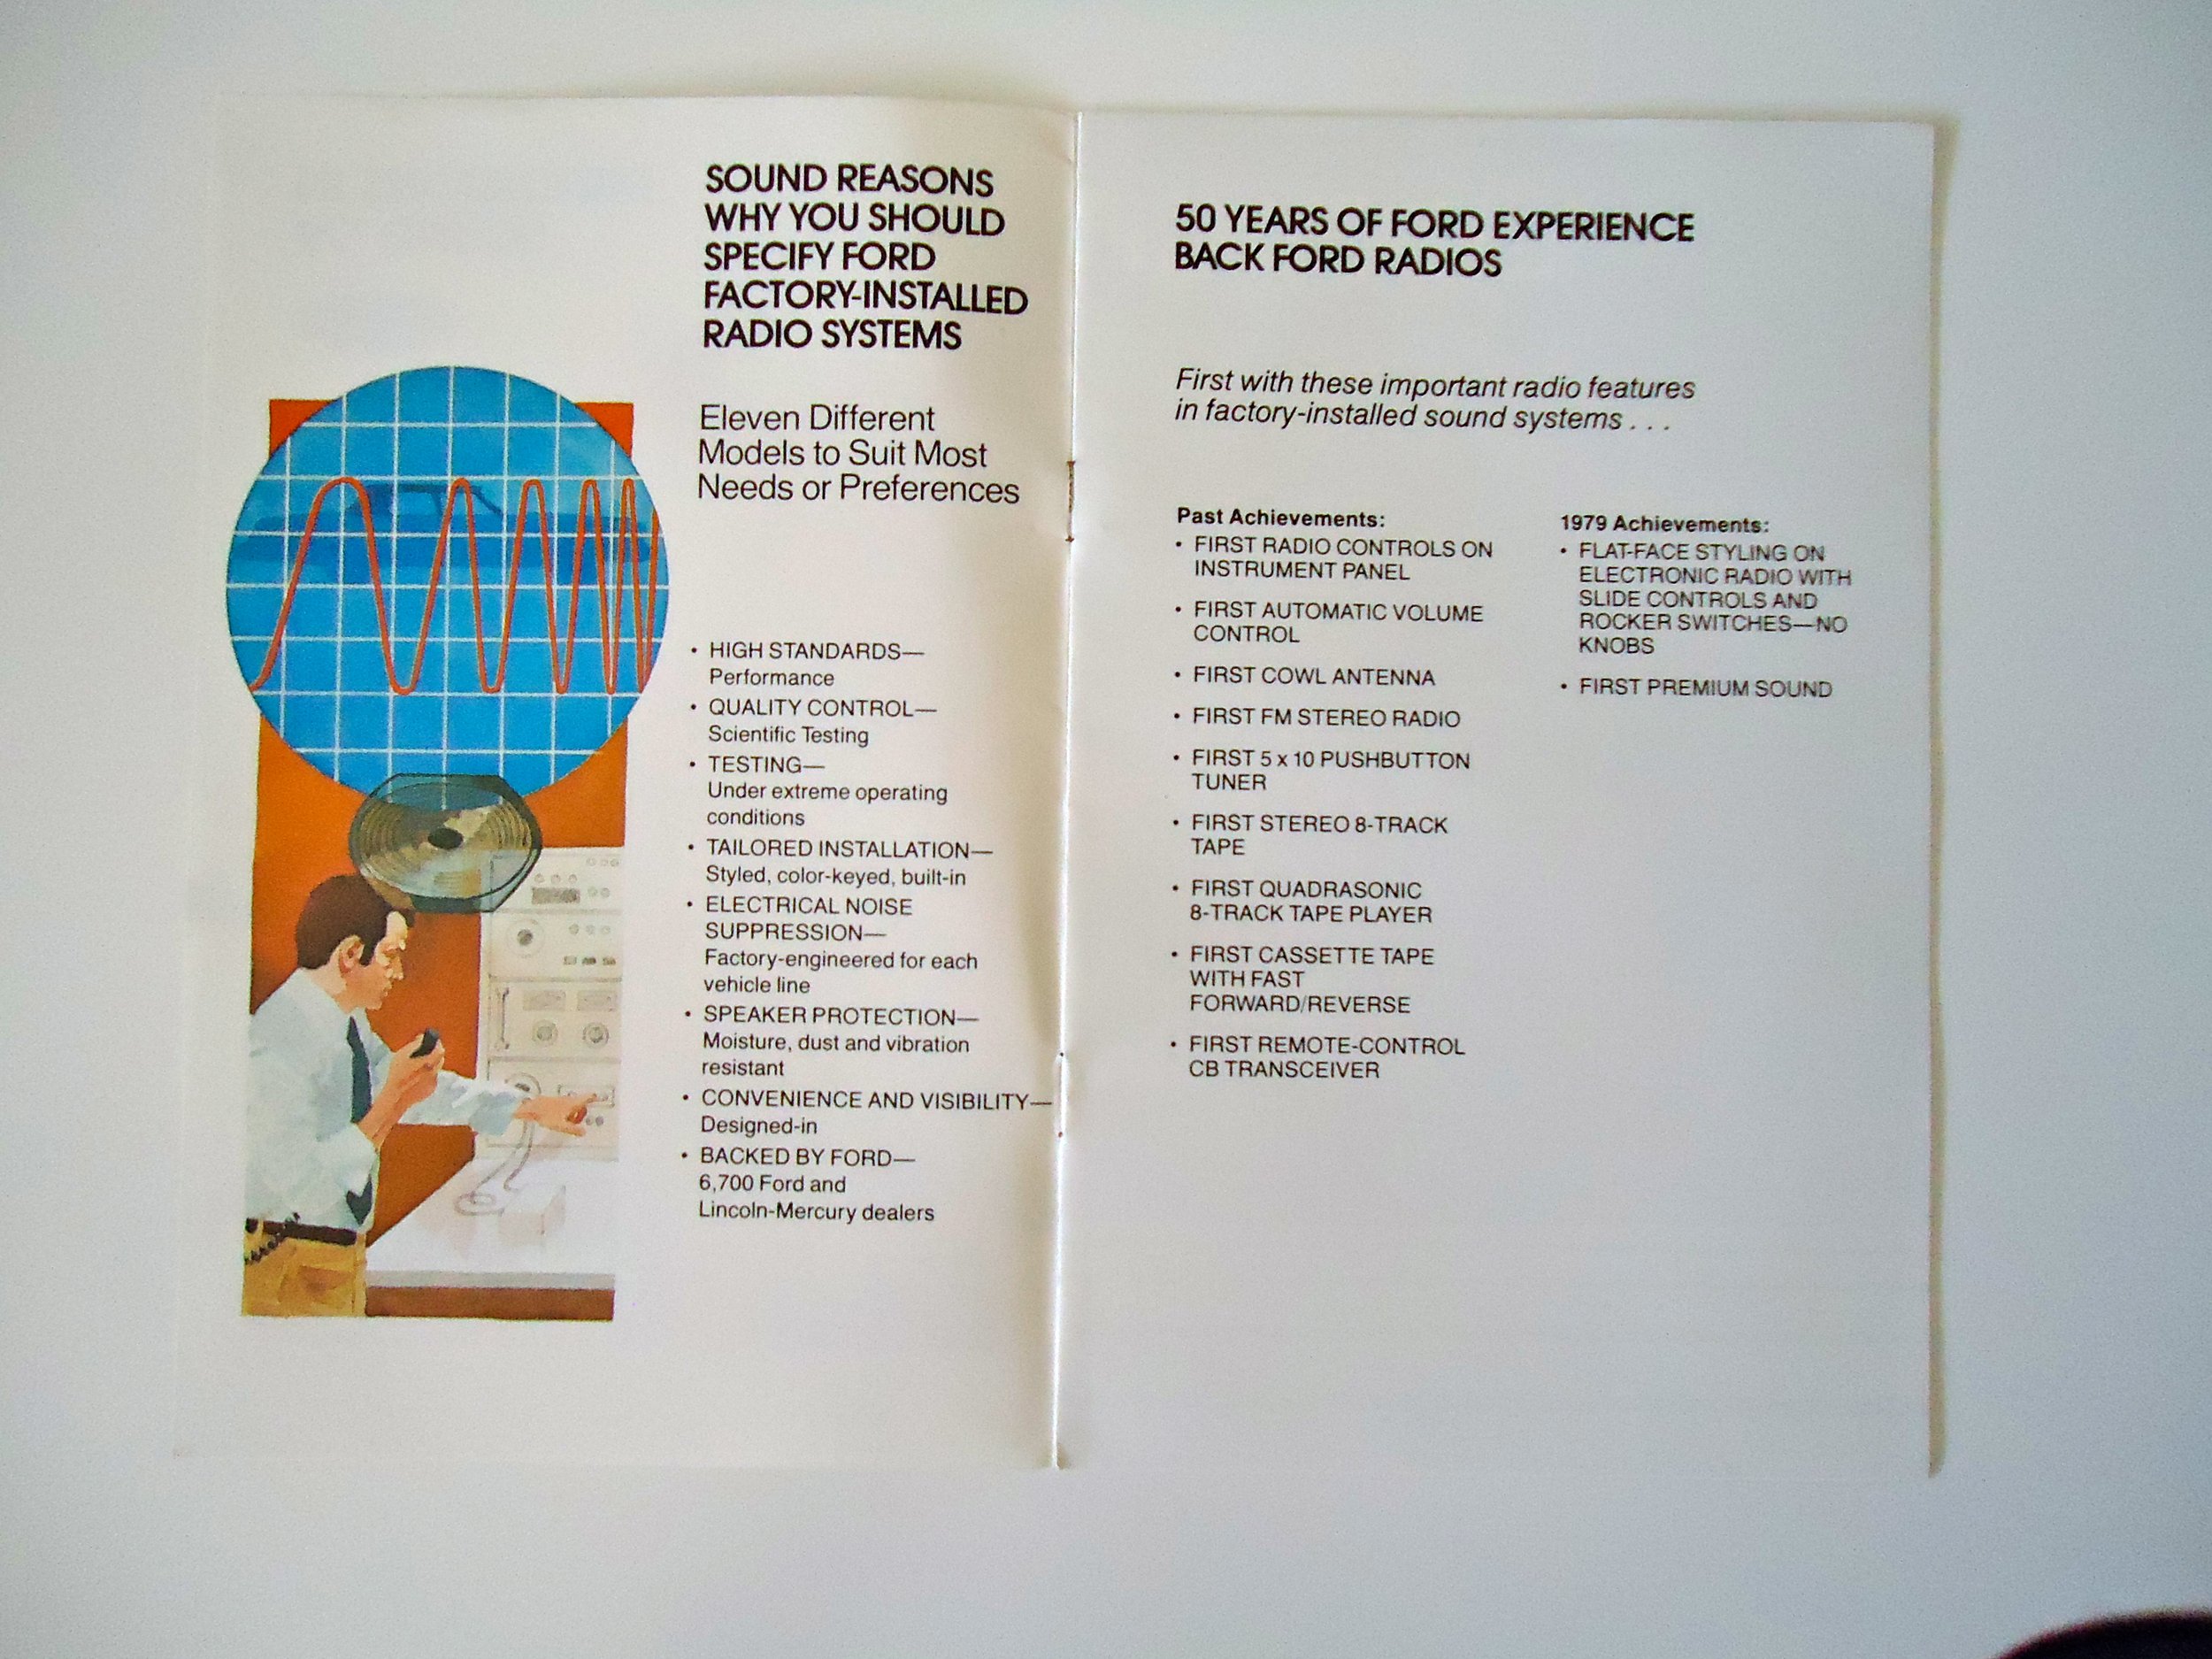 SOUND REASONS
WHY YOU SHOULD
SPECIFY FORD
FACTORY-INSTALLED
RADIO SYSTEMS
Eleven Different
Models to Suit Most
Needs or Preferences
• HIGH STANDARDS—
Performance
• QUALITY CONTROL—
Scientific Testing
• TESTING—
Under extreme operating
conditions
• TAILORED INSTALLATION—
Styled, color-keyed, built-in
• ELECTRICAL NOISE
SUPPRESSION—
Factory-engineered for each
vehicle line
• SPEAKER PROTECTION—
Moisture, dust and vibration
resistant
• CONVENIENCE AND VISIBILITY—
Designed-in
• BACKED BY FORD—
6,700 Ford and
Lincoln-Mercury dealers
50 YEARS OF FORD EXPERIENCE
BACK FORD RADIOS
First with these important radio features
in factory-installed sound systems . . .
Past Achievements:
• FIRST RADIO CONTROLS ON
INSTRUMENT PANEL
• FIRST AUTOMATIC VOLUME
CONTROL
• FIRST COWL ANTENNA
• FIRST FM STEREO RADIO
• FIRST 5 x 10 PUSHBUTTON
TUNER
• FIRST STEREO 8-TRACK
TAPE
• FIRST QUADRASONIC
8-TRACK TAPE PLAYER
• FIRST CASSETTE TAPE
WITH FAST
FORWARD/REVERSE
• FIRST REMOTE-CONTROL
CB TRANSCEIVER
1979 Achievements:
• FLAT-FACE STYLING ON
ELECTRONIC RADIO WITH
SLIDE CONTROLS AND
ROCKER SWITCHES—NO
KNOBS
• FIRST PREMIUM SOUND